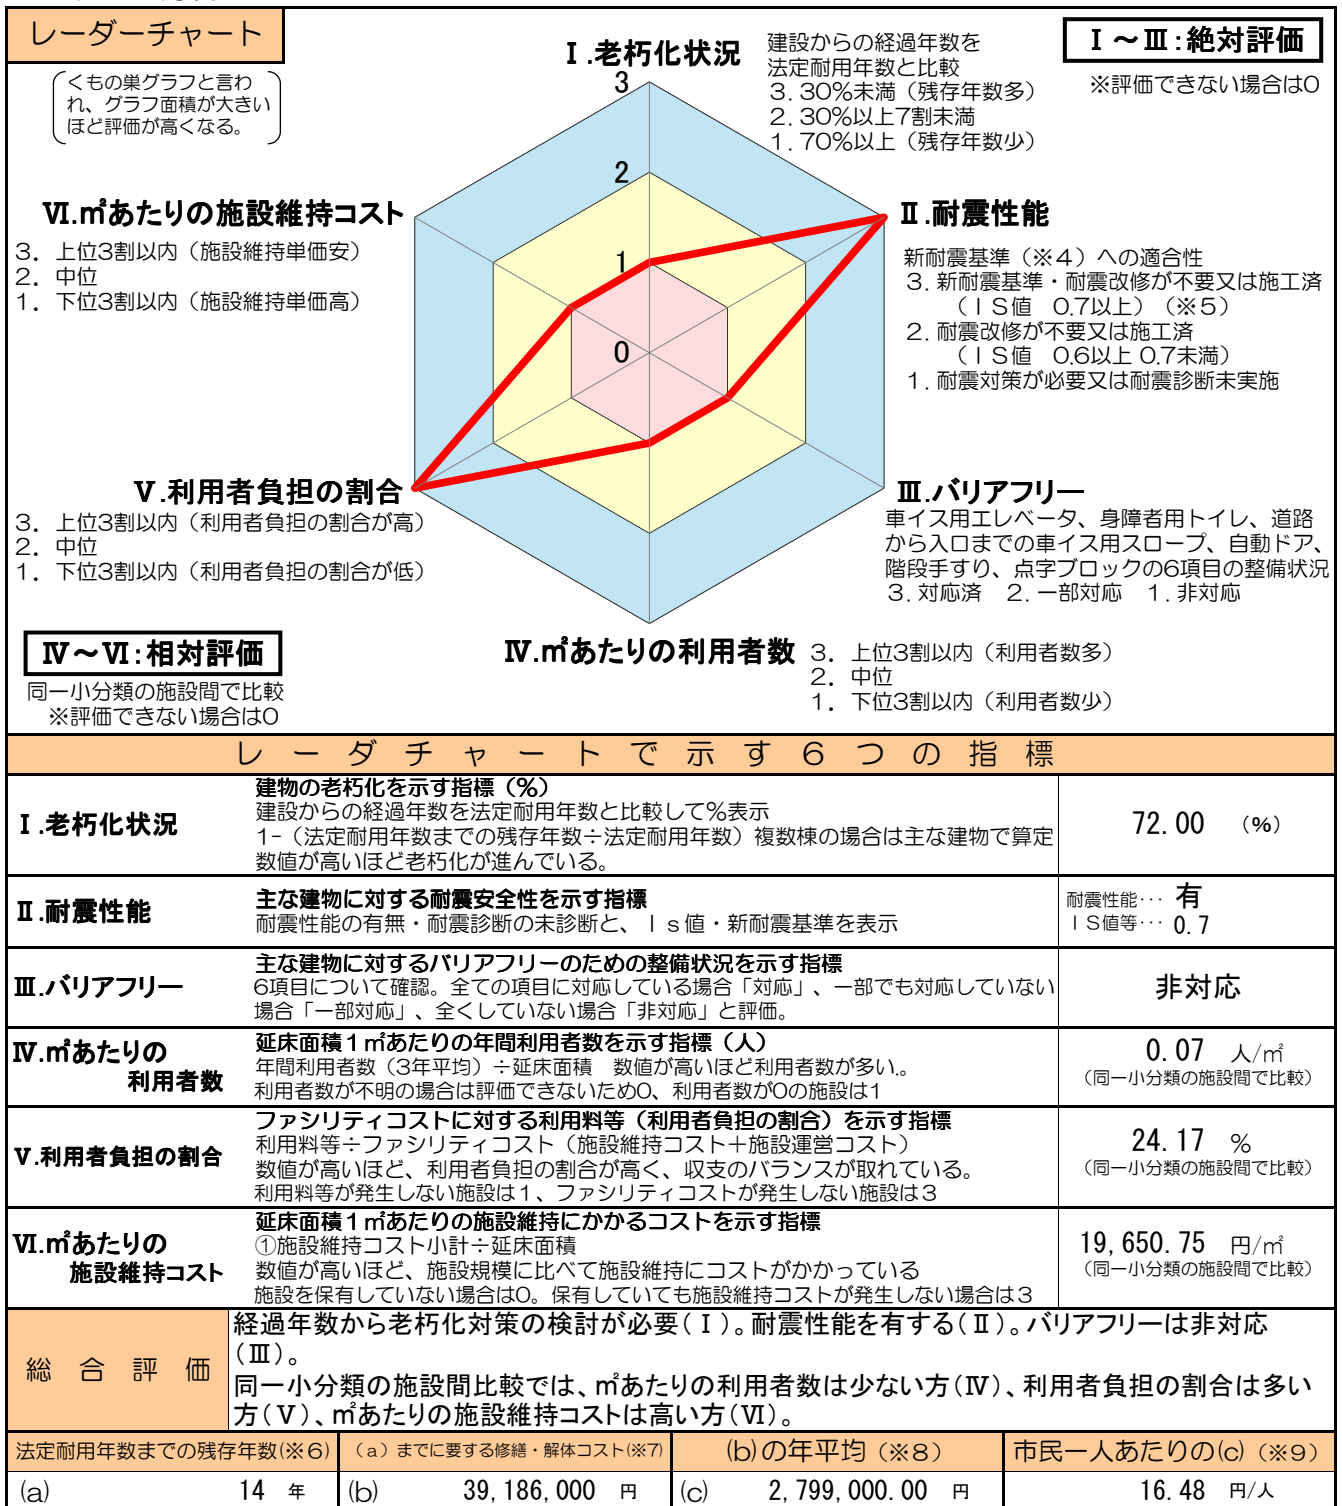 レーダーチャート
くもの巣グラフと言わ
れ、グラフ面積が大きい
ほど評価が高くなる。
Ⅰ.老朽化状況
建設からの経過年数を
法定耐用年数と比較
3. 30%未満（残存年数多）
2. 30%以上7割未満
1. 70%以上（残存年数少）
Ⅰ～Ⅲ:絶対評価
※評価できない場合は0
3
2
1
0
Ⅵ.㎡あたりの施設維持コスト
3. 上位3割以内（施設維持単価安）
2. 中位
1. 下位3割以内（施設維持単価高）
Ⅱ.耐震性能
新耐震基準（※4）への適合性
3. 新耐震基準・耐震改修が不要又は施工済
（ＩＳ値　0.7以上）（※5）
2. 耐震改修が不要又は施工済
（ＩＳ値　0.6以上 0.7未満）
1. 耐震対策が必要又は耐震診断未実施
Ⅴ.利用者負担の割合
3. 上位3割以内（利用者負担の割合が高）
2. 中位
1. 下位3割以内（利用者負担の割合が低）
Ⅲ.バリアフリー
車イス用エレベータ、身障者用トイレ、道路
から入口までの車イス用スロープ、自動ドア、
階段手すり、点字ブロックの6項目の整備状況
3. 対応済　2. 一部対応　1. 非対応
Ⅳ～Ⅵ:相対評価
同一小分類の施設間で比較
※評価できない場合は0
Ⅳ.㎡あたりの利用者数
3. 上位3割以内（利用者数多）
2. 中位
1. 下位3割以内（利用者数少）
レーダチャートで示す６つの指標
Ⅰ.老朽化状況
建物の老朽化を示す指標（%）
建設からの経過年数を法定耐用年数と比較して%表示
1-（法定耐用年数までの残存年数÷法定耐用年数）複数棟の場合は主な建物で算定
数値が高いほど老朽化が進んでいる。
72.00 （%）
Ⅱ.耐震性能
主な建物に対する耐震安全性を示す指標
耐震性能の有無・耐震診断の未診断と、Ｉｓ値・新耐震基準を表示
耐震性能… 有
ＩＳ値等… 0.7
Ⅲ.バリアフリー
主な建物に対するバリアフリーのための整備状況を示す指標
6項目について確認。全ての項目に対応している場合「対応」、一部でも対応していない
場合「一部対応」、全くしていない場合「非対応」と評価。
非対応
Ⅳ.㎡あたりの
利用者数
延床面積１㎡あたりの年間利用者数を示す指標（人）
年間利用者数（3年平均）÷延床面積　数値が高いほど利用者数が多い。
利用者数が不明の場合は評価できないため0、利用者数が0の施設は1
0.07 人/㎡
（同一小分類の施設間で比較）
Ⅴ.利用者負担の割合
ファシリティコストに対する利用料等（利用者負担の割合）を示す指標
利用料等÷ファシリティコスト（施設維持コスト＋施設運営コスト）
数値が高いほど、利用者負担の割合が高く、収支のバランスが取れている。
利用料等が発生しない施設は１、ファシリティコストが発生しない施設は３
24.17 %
（同一小分類の施設間で比較）
Ⅵ.㎡あたりの
施設維持コスト
延床面積１㎡あたりの施設維持にかかるコストを示す指標
①施設維持コスト小計÷延床面積
数値が高いほど、施設規模に比べて施設維持にコストがかかっている
施設を保有していない場合は0。保有していても施設維持コストが発生しない場合は３
19,650.75 円/㎡
（同一小分類の施設間で比較）
総合評価
経過年数から老朽化対策の検討が必要(Ⅰ)。耐震性能を有する(Ⅱ)。バリアフリーは非対応
(Ⅲ)。
同一小分類の施設間比較では、㎡あたりの利用者数は少ない方(Ⅳ)、利用者負担の割合は多い
方(Ⅴ)、㎡あたりの施設維持コストは高い方(Ⅵ)。
法定耐用年数までの残存年数(※6)
（a）までに要する修繕・解体コスト(※7)
(b)の年平均（※8）
市民一人あたりの(c)（※9）
(a) 14 年
(b) 39,186,000 円
(c) 2,799,000.00 円
16.48 円/人